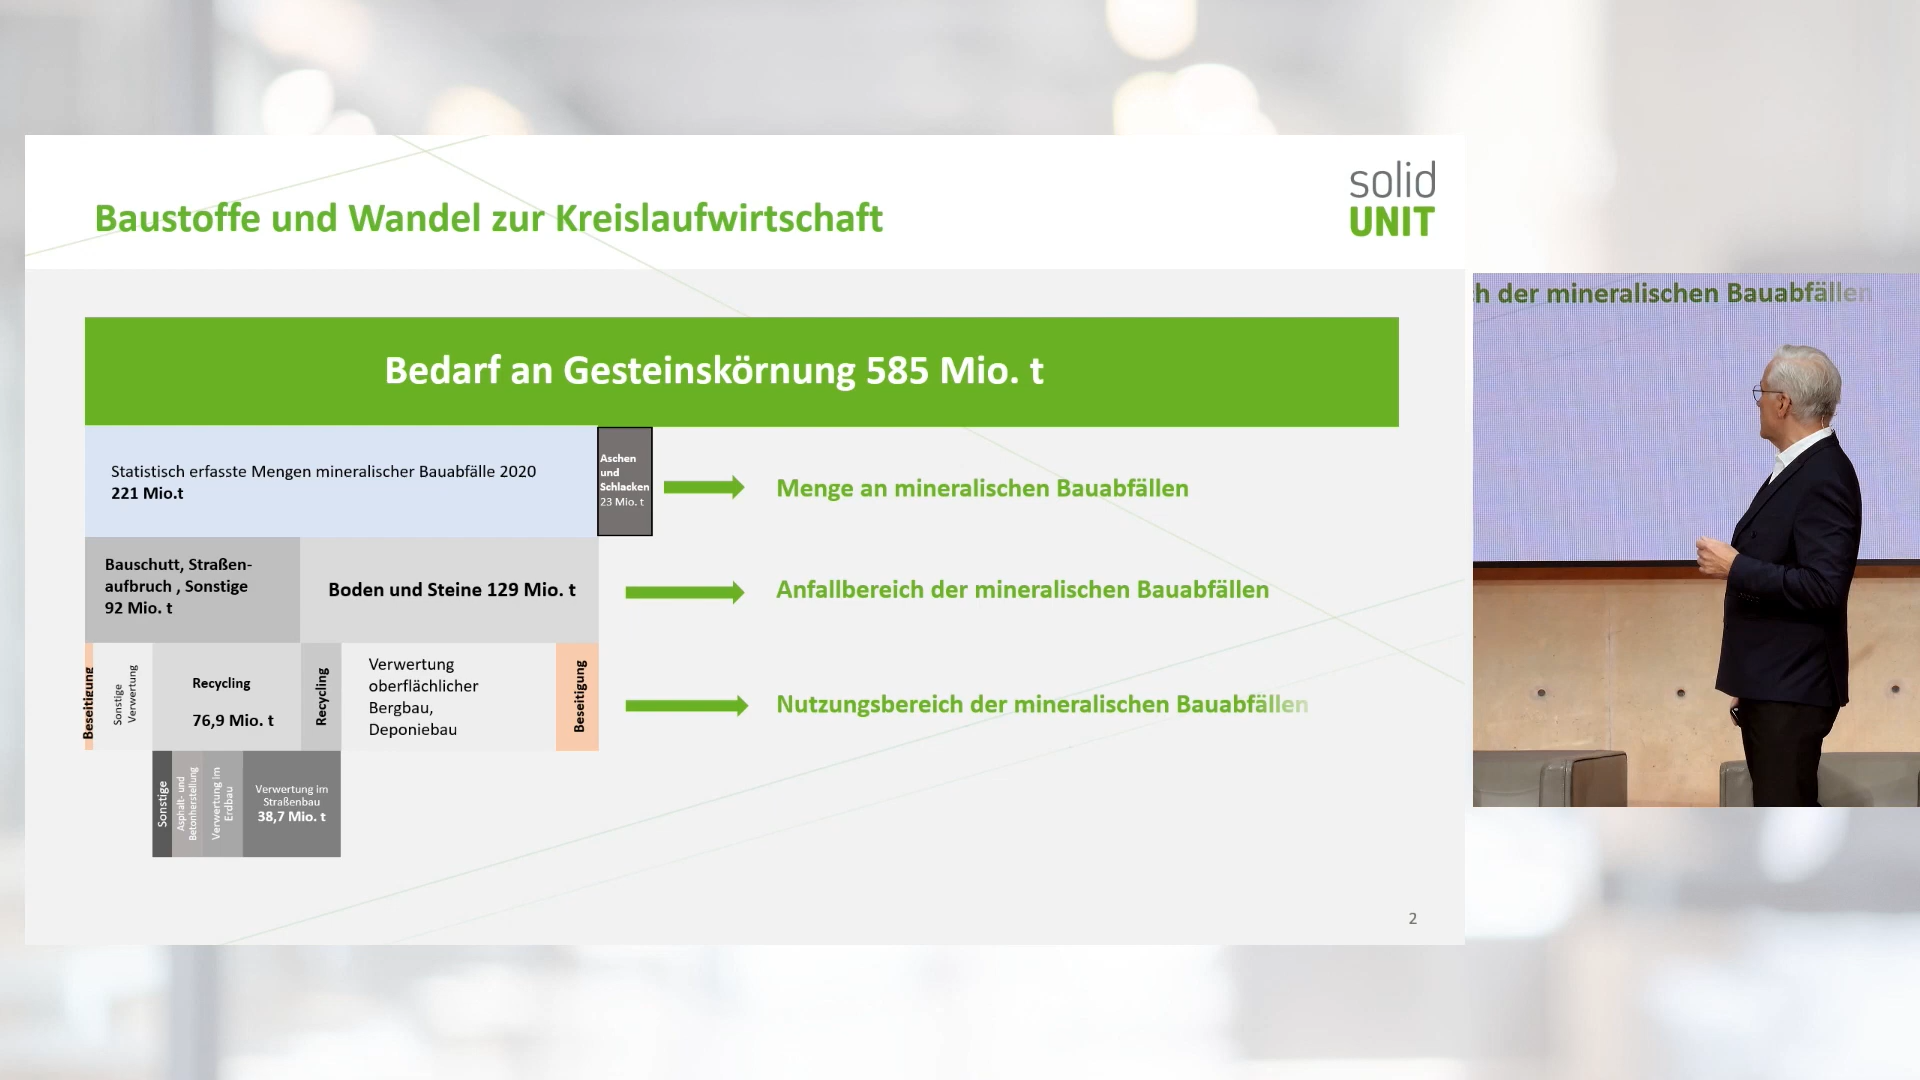 solid
UNIT
Baustoffe und Wandel zur Kreislaufwirtschaft
Bedarf an Gesteinskörnung 585 Mio. t
Statistisch erfasste Mengen mineralischer Bauabfälle 2020
221 Mio.t
Aschen
und
Schlacken
23 Mio. t
Menge an mineralischen Bauabfällen
Bauschutt, Straßen-
aufbruch , Sonstige
92 Mio. t
Boden und Steine 129 Mio. t
Anfallbereich der mineralischen Bauabfällen
Beseitigung
Sonstige
Verwertung
Recycling
76,9 Mio. t
Recycling
Verwertung
oberflächlicher
Bergbau,
Deponiebau
Beseitigung
Nutzungsbereich der mineralischen Bauabfällen
Sonstige
Asphalt- und
Betonherstellung
Verwertung im
Erdbau
Verwertung im
Straßenbau
38,7 Mio. t
2
h der mineralischen Bauabfällen